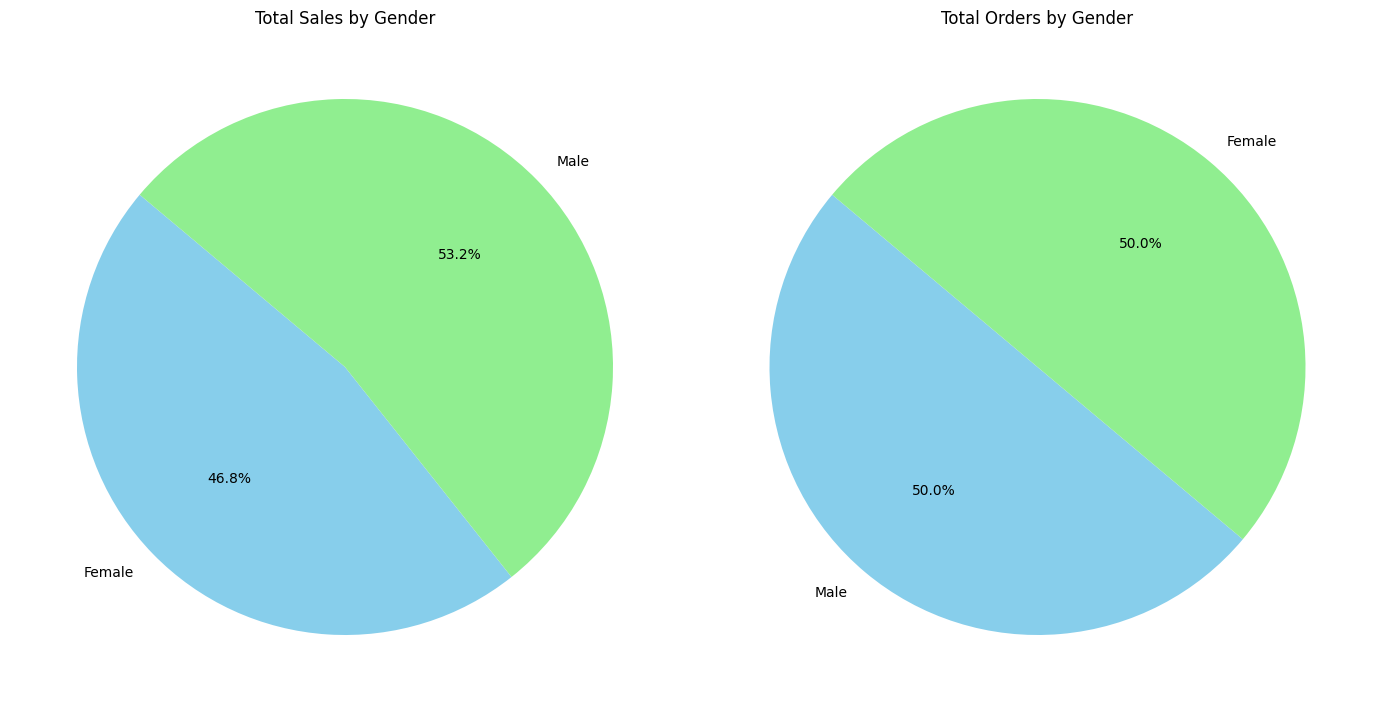 Total Sales by Gender
Male
53.2%
46.8%
Female
Total Orders by Gender
Female
50.0%
50.0%
Male